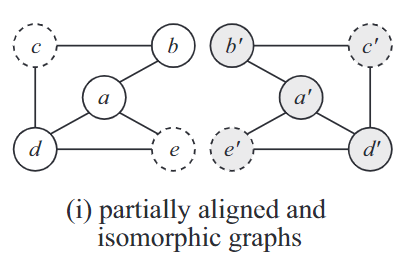 c b b' c'
a a'
d e e' d'
(i) partially aligned and
isomorphic graphs